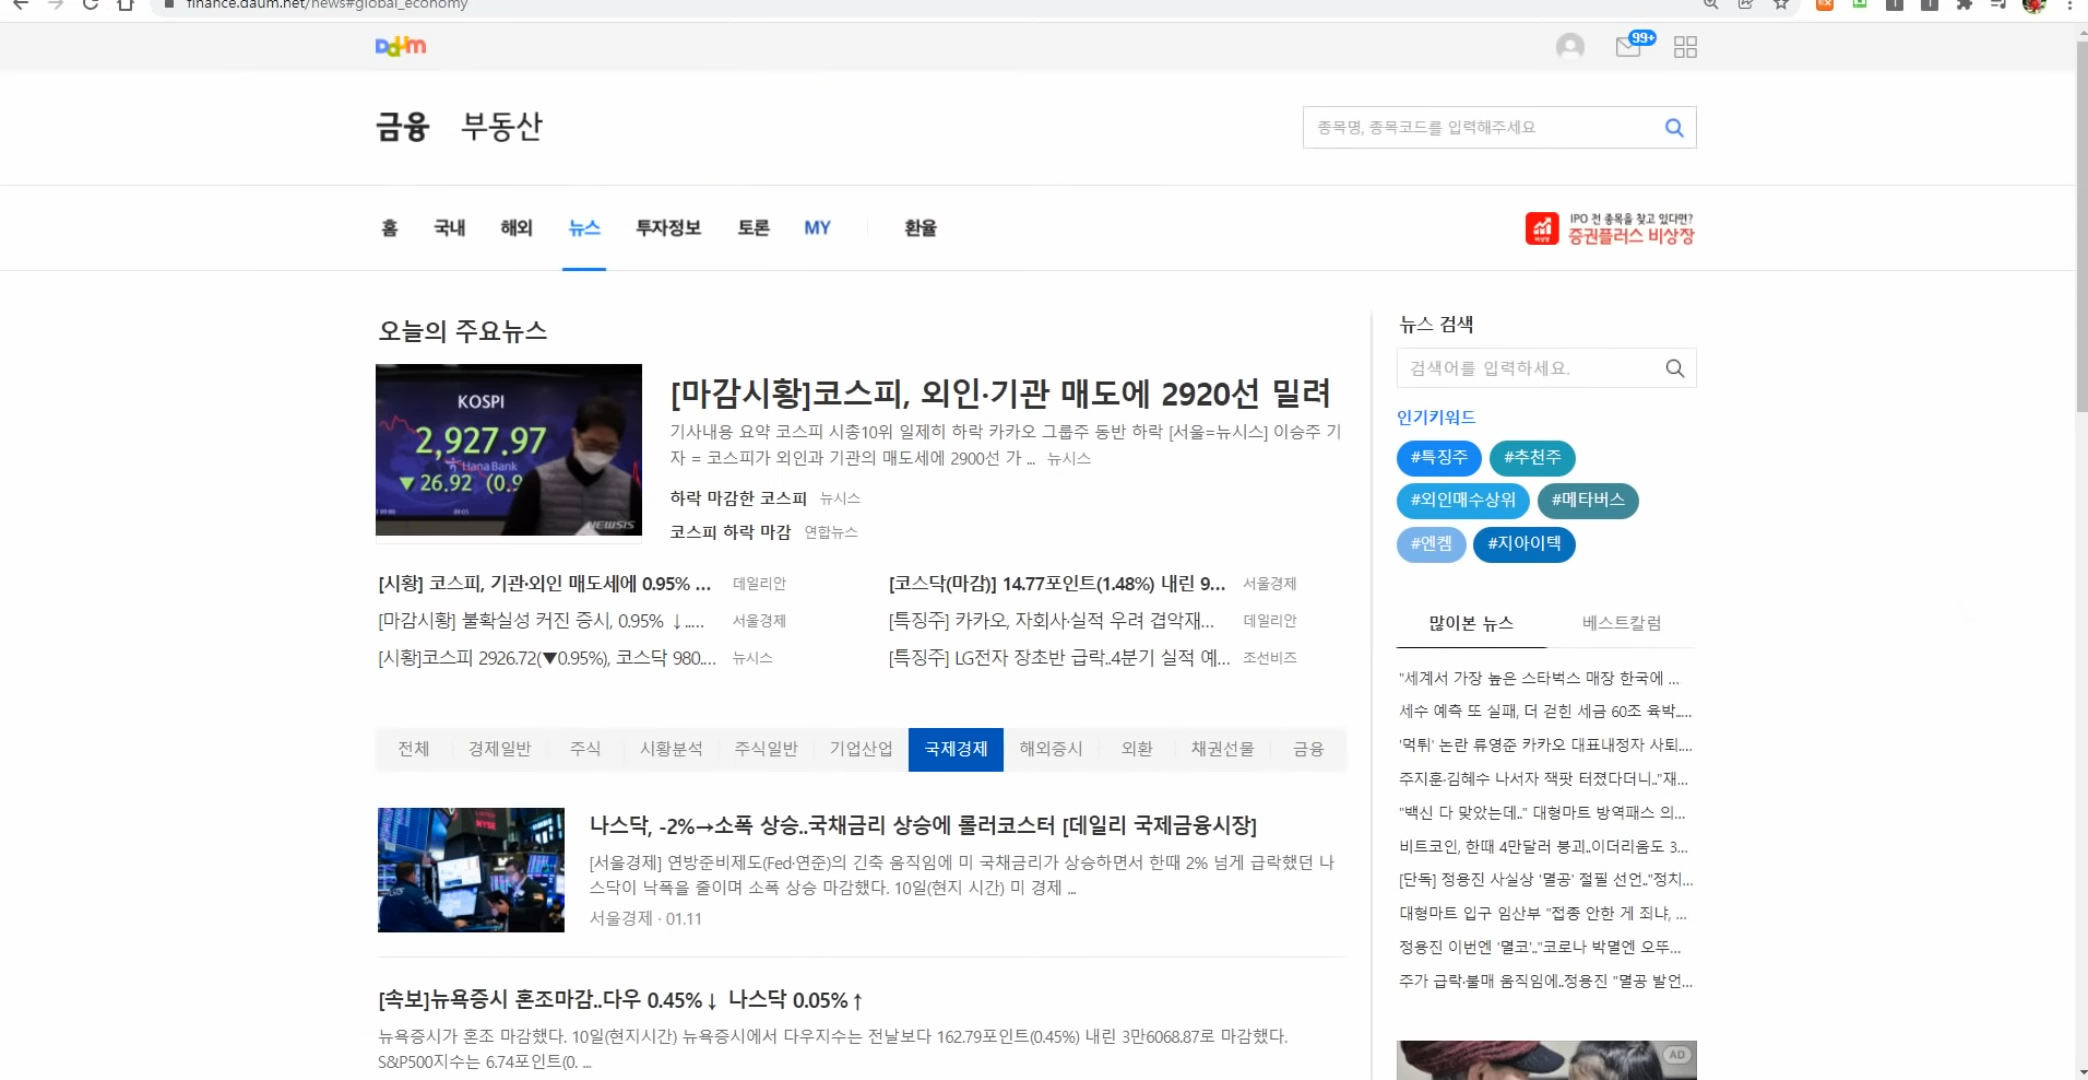 finance.daum.net/news#global_economy
Daum
99+
금융 부동산
종목명, 종목코드를 입력해주세요
홈 국내 해외 뉴스 투자정보 토론 MY 환율
IPO 전 종목을 찾고 있다면?
증권플러스 비상장
오늘의 주요뉴스
KOSPI
2,927.97
Hana Bank
▼26.92 (0.9
NEWSIS
[마감시황]코스피, 외인·기관 매도에 2920선 밀려
기사내용 요약 코스피 시총10위 일제히 하락 카카오 그룹주 동반 하락 [서울=뉴시스] 이승주 기
자 = 코스피가 외인과 기관의 매도세에 2900선 가 ... 뉴시스
하락 마감한 코스피 뉴시스
코스피 하락 마감 연합뉴스
[시황] 코스피, 기관·외인 매도세에 0.95% ... 데일리안
[코스닥(마감)] 14.77포인트(1.48%) 내린 9... 서울경제
[마감시황] 불확실성 커진 증시, 0.95% ↓..... 서울경제
[특징주] 카카오, 자회사·실적 우려 겹악재... 데일리안
[시황]코스피 2926.72(▼0.95%), 코스닥 980.... 뉴시스
[특징주] LG전자 장초반 급락..4분기 실적 예... 조선비즈
전체 경제일반 주식 시황분석 주식일반 기업산업 국제경제 해외증시 외환 채권선물 금융
NYSE
나스닥, -2%→소폭 상승..국채금리 상승에 롤러코스터 [데일리 국제금융시장]
[서울경제] 연방준비제도(Fed·연준)의 긴축 움직임에 미 국채금리가 상승하면서 한때 2% 넘게 급락했던 나
스닥이 낙폭을 줄이며 소폭 상승 마감했다. 10일(현지 시간) 미 경제 ...
서울경제 · 01.11
[속보]뉴욕증시 혼조마감..다우 0.45%↓ 나스닥 0.05%↑
뉴욕증시가 혼조 마감했다. 10일(현지시간) 뉴욕증시에서 다우지수는 전날보다 162.79포인트(0.45%) 내린 3만6068.87로 마감했다.
S&P500지수는 6.74포인트(0. ...
뉴스 검색
검색어를 입력하세요.
인기키워드
#특징주 #추천주
#외인매수상위 #메타버스
#엔켐 #지아이텍
많이본 뉴스 베스트칼럼
"세계서 가장 높은 스타벅스 매장 한국에 ...
세수 예측 또 실패, 더 걷힌 세금 60조 육박.....
'먹튀' 논란 류영준 카카오 대표내정자 사퇴....
주지훈·김혜수 나서자 잭팟 터졌다더니.."재...
"백신 다 맞았는데.." 대형마트 방역패스 의...
비트코인, 한때 4만달러 붕괴..이더리움도 3...
[단독] 정용진 사실상 '멸공' 절필 선언.."정치...
대형마트 입구 임산부 "접종 안한 게 죄냐, ...
정용진 이번엔 '멸코'.."코로나 박멸엔 오뚜...
주가 급락·불매 움직임에..정용진 "멸공 발언...
AD